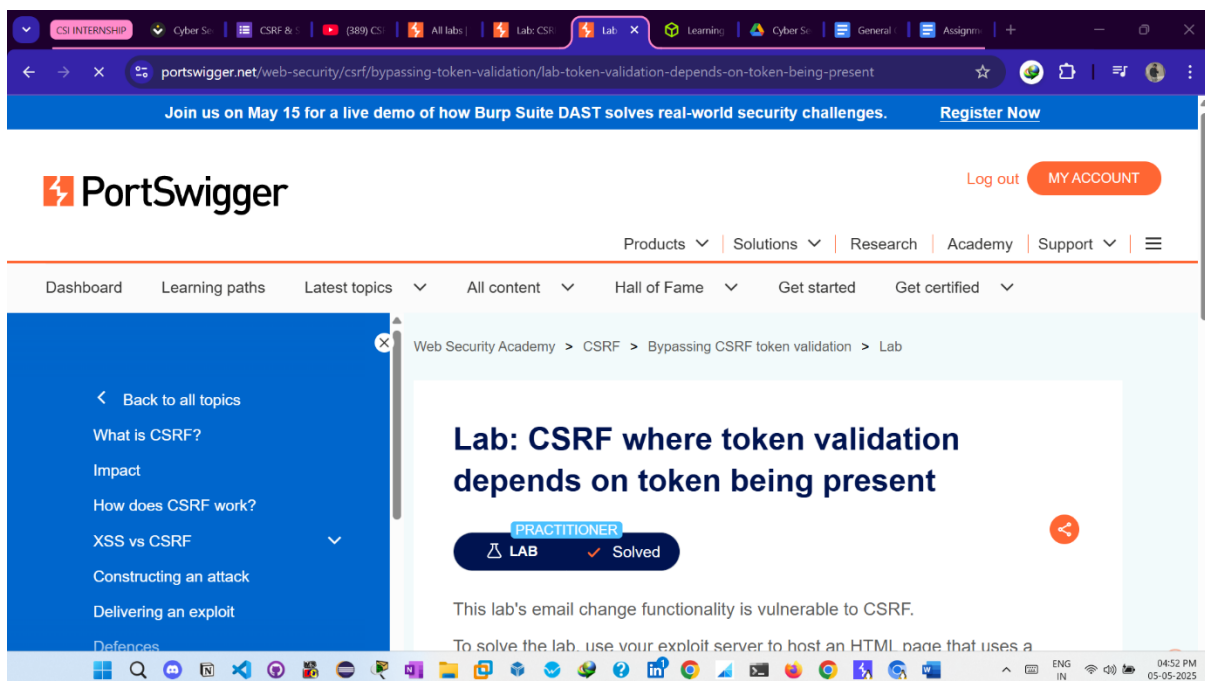 CSI INTERNSHIP
Cyber Se
CSRF & S
(389) CS
All labs |
Lab: CSR
Lab
Learning
Cyber Se
General
Assignme
portswigger.net/web-security/csrf/bypassing-token-validation/lab-token-validation-depends-on-token-being-present
Join us on May 15 for a live demo of how Burp Suite DAST solves real-world security challenges. Register Now
PortSwigger
Log out MY ACCOUNT
Products Solutions Research Academy Support
Dashboard Learning paths Latest topics All content Hall of Fame Get started Get certified
Web Security Academy > CSRF > Bypassing CSRF token validation > Lab
Back to all topics
What is CSRF?
Impact
How does CSRF work?
XSS vs CSRF
Constructing an attack
Delivering an exploit
Defences
Lab: CSRF where token validation
depends on token being present
PRACTITIONER
LAB Solved
This lab's email change functionality is vulnerable to CSRF.
To solve the lab, use your exploit server to host an HTML page that uses a
ENG
IN
04:52 PM
05-05-2025